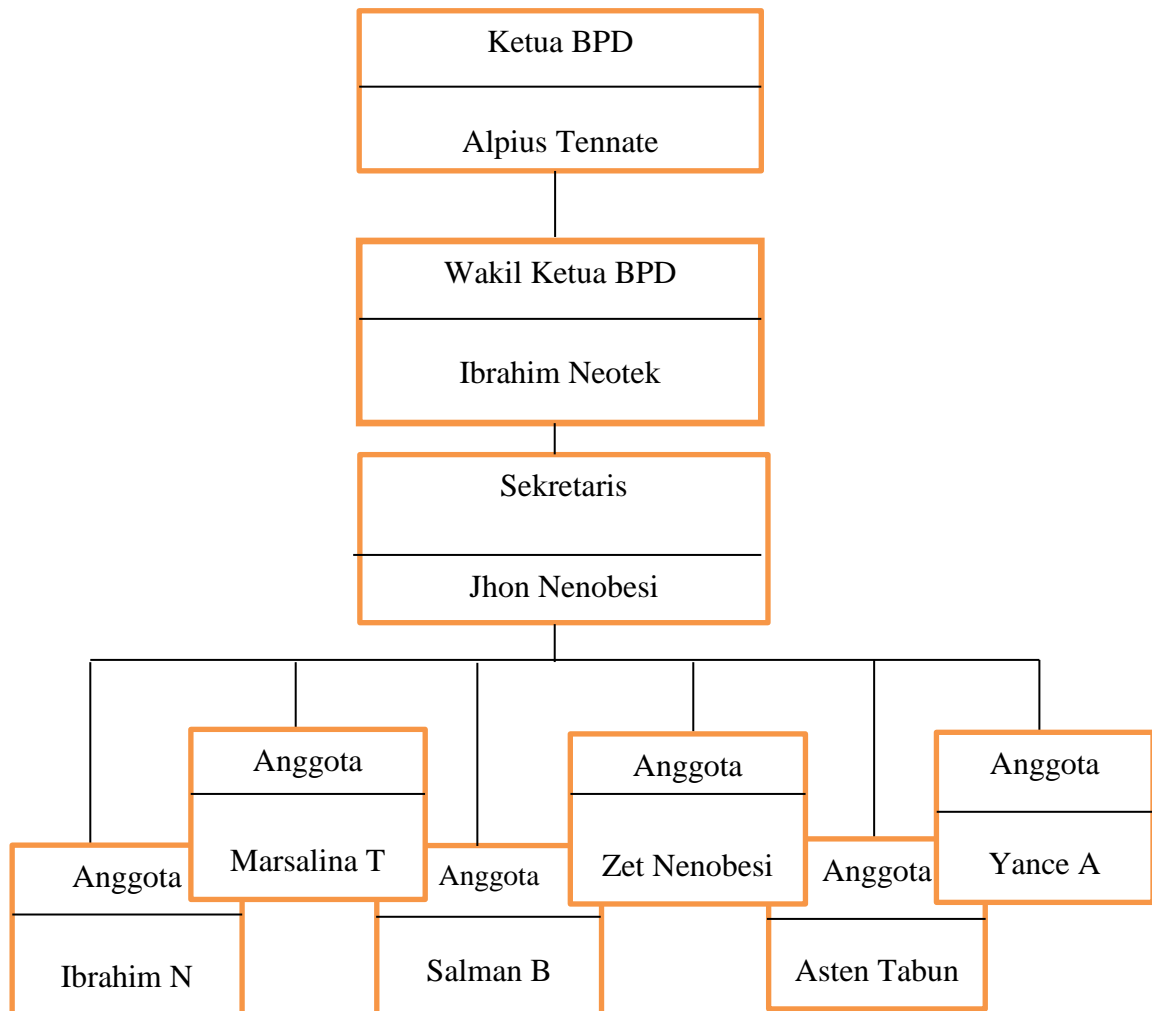 Ketua BPD
Alpius Tennate
Wakil Ketua BPD
Ibrahim Neotek
Sekretaris
Jhon Nenobesi
Anggota
Ibrahim N
Anggota
Marsalina T
Anggota
Salman B
Anggota
Zet Nenobesi
Anggota
Asten Tabun
Anggota
Yance A